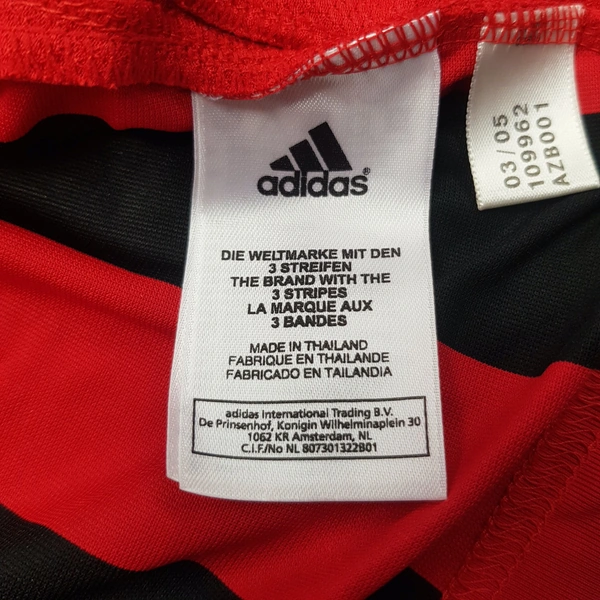 adidas®
DIE WELTMARKE MIT DEN
3 STREIFEN
THE BRAND WITH THE
3 STRIPES
LA MARQUE AUX
3 BANDES
MADE IN THAILAND
FABRIQUE EN THAILANDE
FABRICADO EN TAILANDIA
adidas International Trading B.V.
De Prinsenhof, Konigin Wilhelminaplein 30
1062 KR Amsterdam, NL
C.I.F./No NL 807301322B01
03/05
109962
AZB001